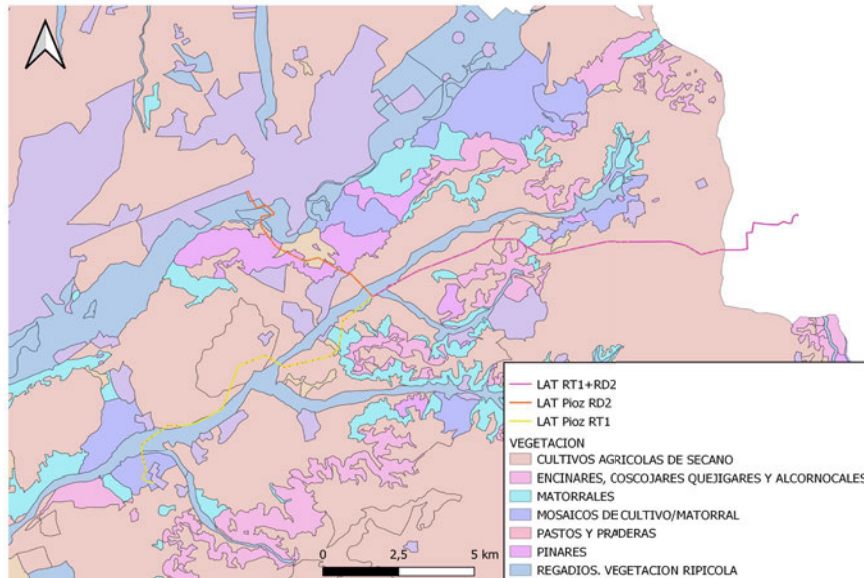 LAT RT1+RD2
LAT Pioz RD2
LAT Pioz RT1
VEGETACION
CULTIVOS AGRICOLAS DE SECANO
ENCINARES, COSCOJARES QUEJIGARES Y ALCORNOCALES
MATORRALES
MOSAICOS DE CULTIVO/MATORRAL
PASTOS Y PRADERAS
PINARES
REGADIOS. VEGETACION RIPICOLA
0 2,5 5 km